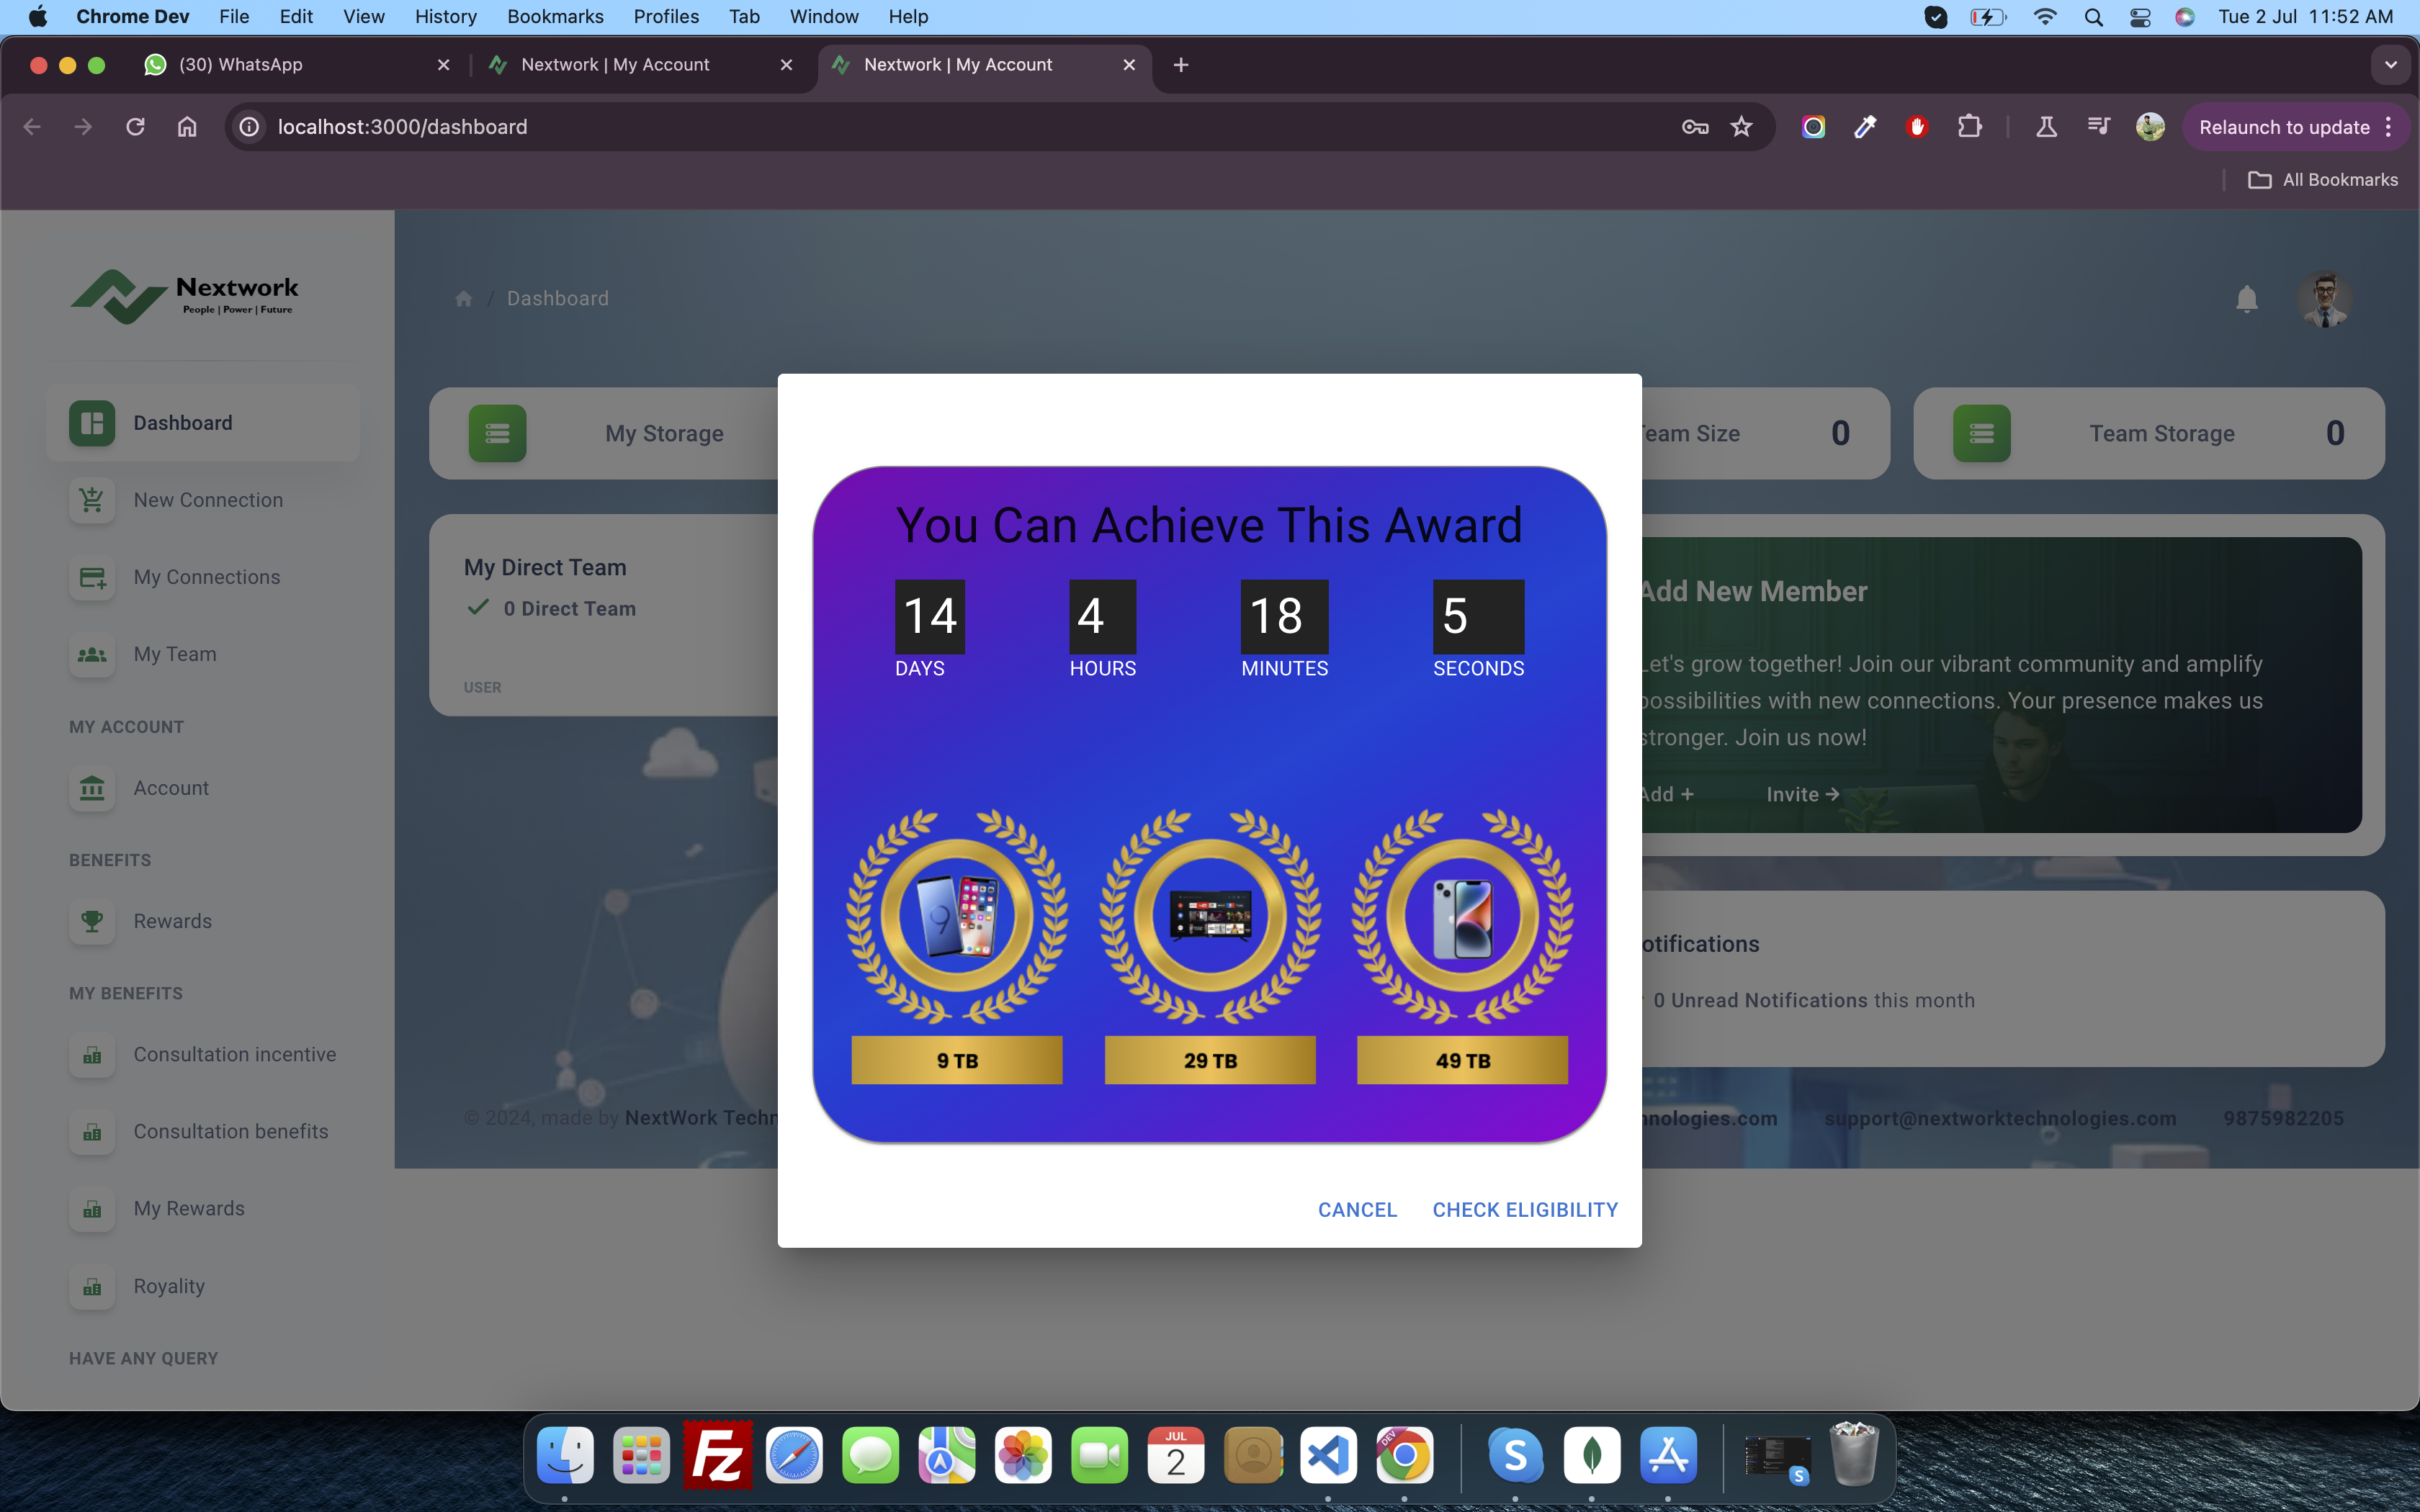 Chrome Dev File Edit View History Bookmarks Profiles Tab Window Help Tue 2 Jul 11:52 AM
(30) WhatsApp Nextwork | My Account Nextwork | My Account
localhost:3000/dashboard Relaunch to update
All Bookmarks
Nextwork
People | Power | Future
/ Dashboard
Dashboard
New Connection
My Connections
My Team
MY ACCOUNT
Account
BENEFITS
Rewards
MY BENEFITS
Consultation incentive
Consultation benefits
My Rewards
Royality
HAVE ANY QUERY
My Storage
Team Size 0
Team Storage 0
My Direct Team
0 Direct Team
USER
You Can Achieve This Award
14 4 18 5
DAYS HOURS MINUTES SECONDS
9 TB 29 TB 49 TB
CANCEL CHECK ELIGIBILITY
Add New Member
Let's grow together! Join our vibrant community and amplify
possibilities with new connections. Your presence makes us
stronger. Join us now!
Add + Invite →
otifications
0 Unread Notifications this month
© 2024, made by NextWork Techn
nologies.com support@nextworktechnologies.com 9875982205
JUL
2
DEV